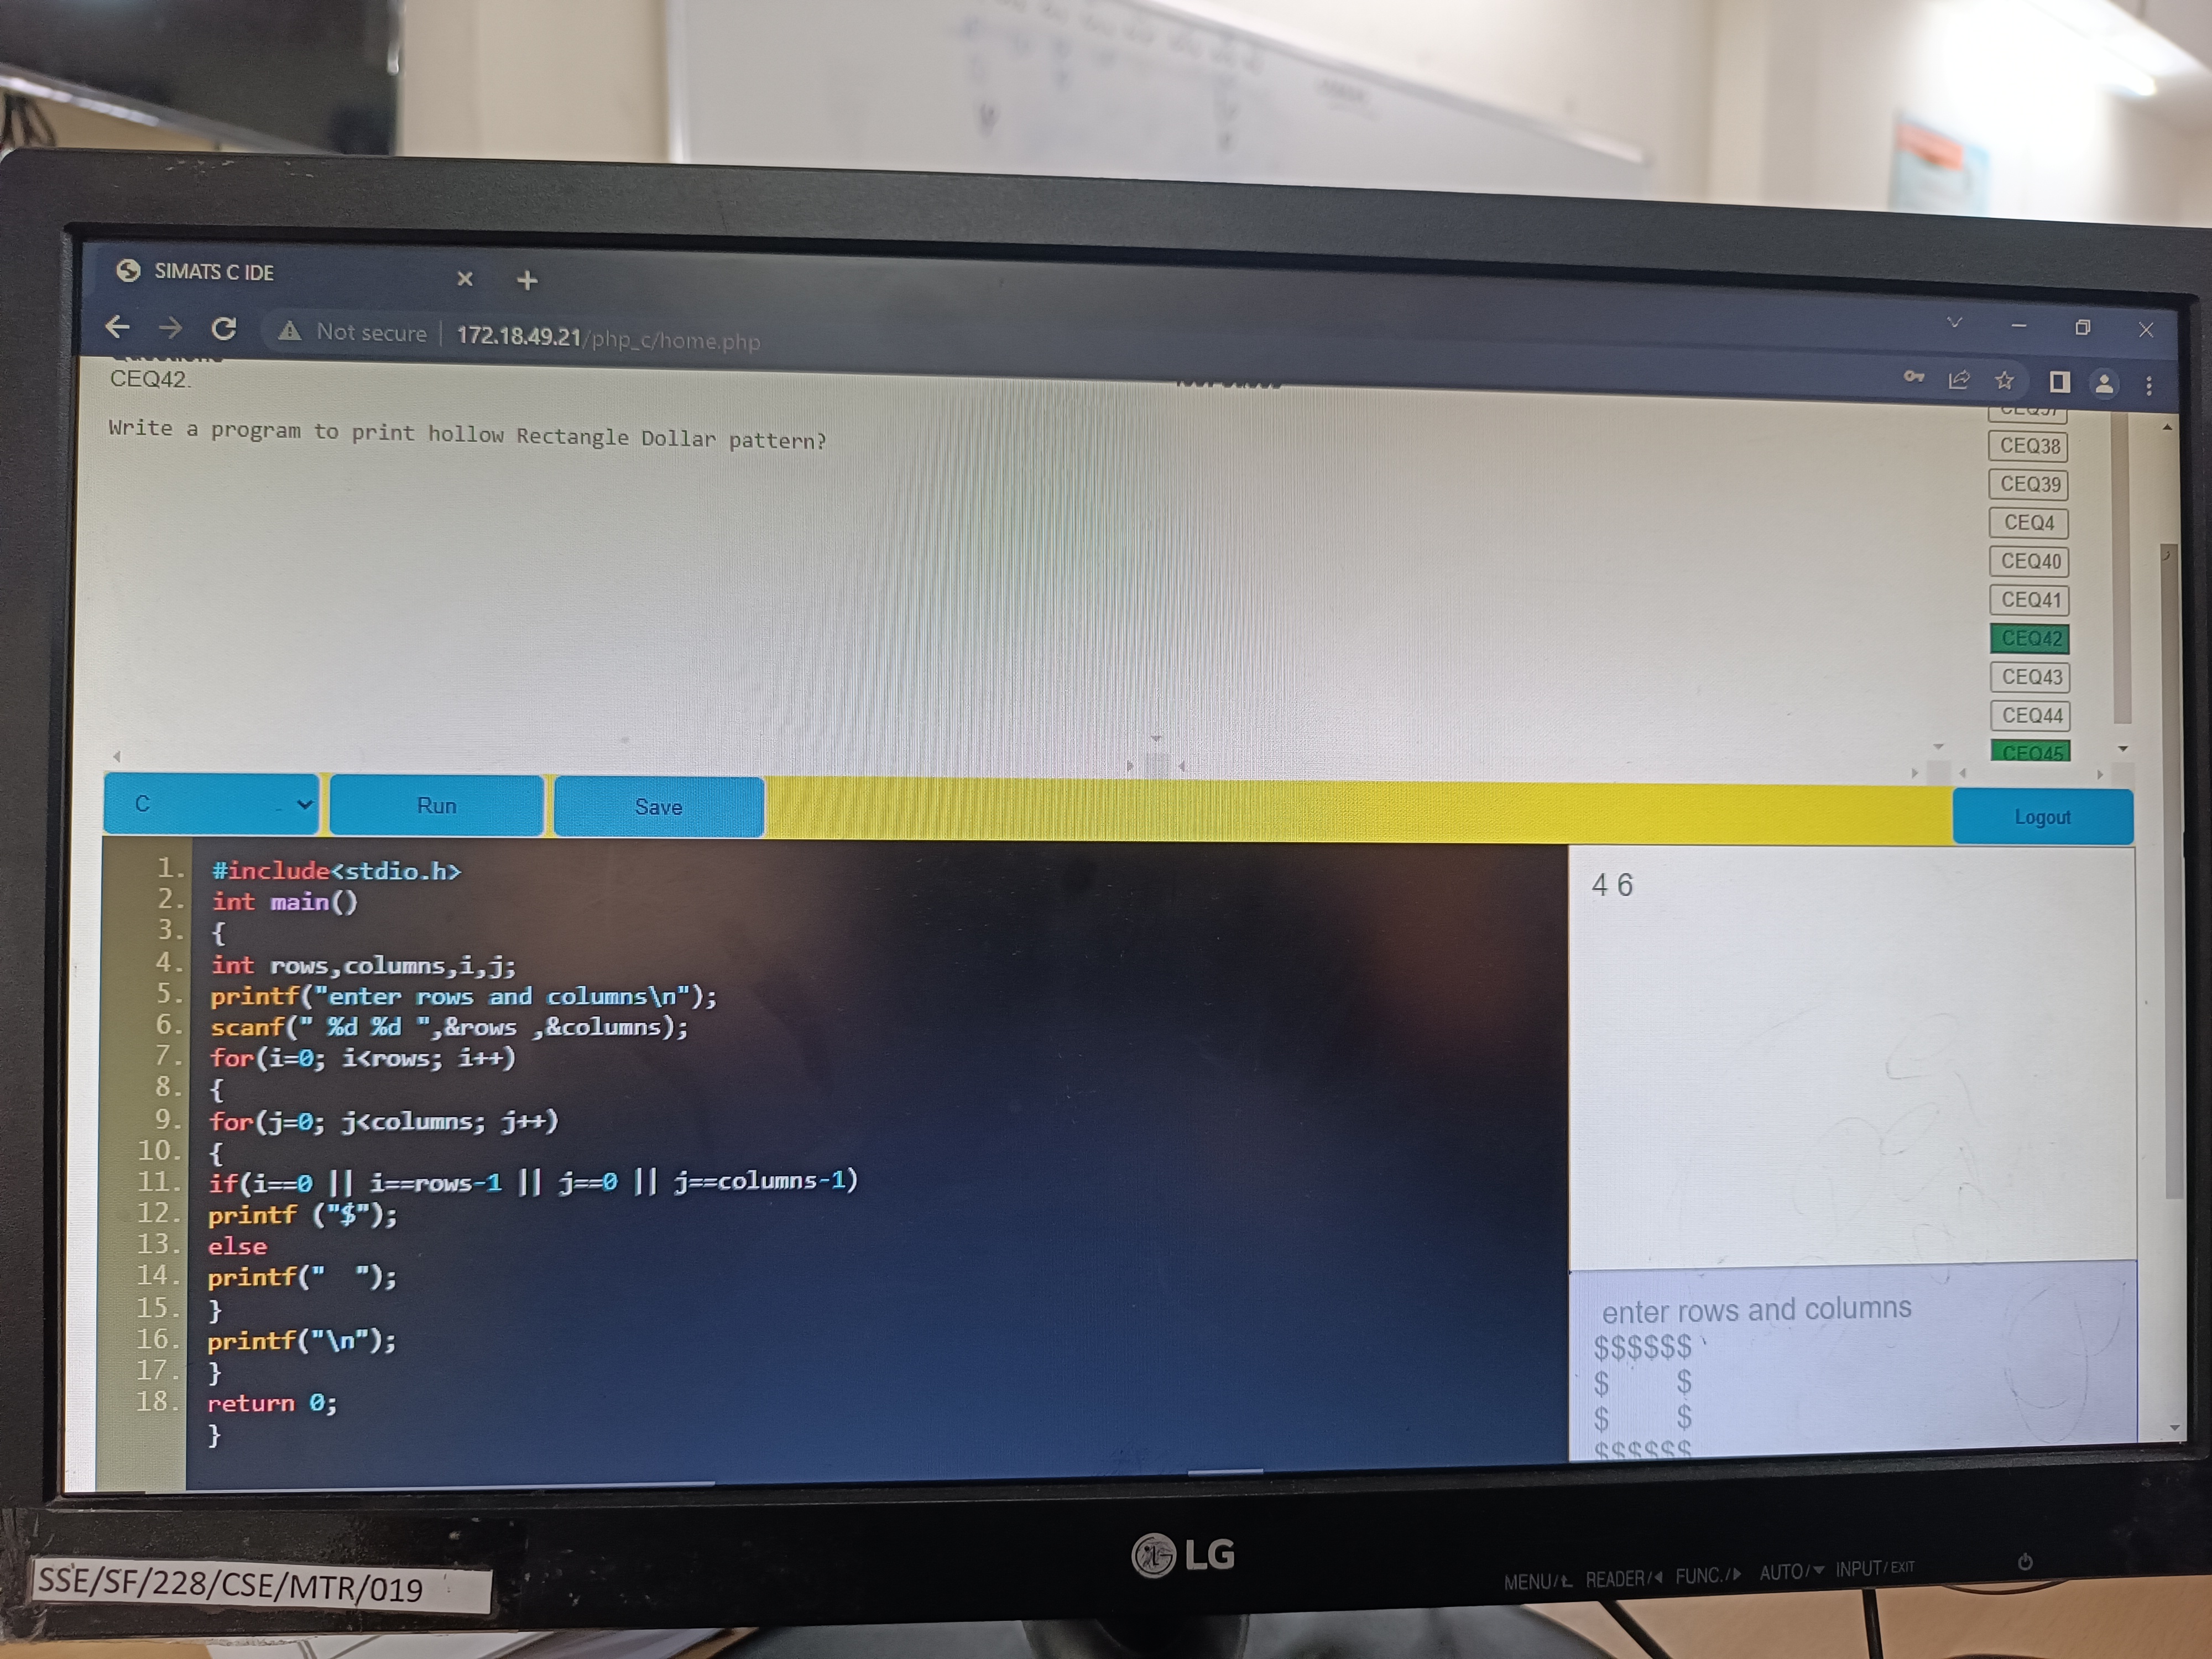 SIMATS C IDE
Not secure | 172.18.49.21/php_c/home.php
CEQ42.
Write a program to print hollow Rectangle Dollar pattern?
CEQ38
CEQ39
CEQ4
CEQ40
CEQ41
CEQ42
CEQ43
CEQ44
CEQ45
C
Run
Save
Logout
1. #include<stdio.h>
2. int main()
3. {
4. int rows,columns,i,j;
5. printf("enter rows and columns\n");
6. scanf(" %d %d ",&rows ,&columns);
7. for(i=0; i<rows; i++)
8. {
9. for(j=0; j<columns; j++)
10. {
11. if(i==0 || i==rows-1 || j==0 || j==columns-1)
12. printf ("$");
13. else
14. printf("  ");
15. }
16. printf("\n");
17. }
18. return 0;
}
4 6
enter rows and columns
$$$$$$
$        $
$        $
$$$$$$
LG
MENU/ READER/ FUNC./ AUTO/ INPUT/EXIT
SSE/SF/228/CSE/MTR/019